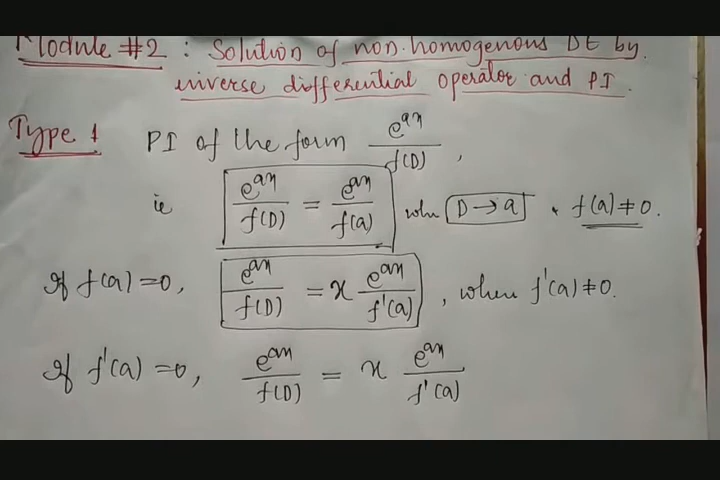 Module #2 : Solution of non-homogenous DE by
inverse differential operator and PI.
Type 1 PI of the form e^ax / f(D) ,
ie e^ax / f(D) = e^ax / f(a) when D → a & f(a) ≠ 0.
If f(a) = 0, e^ax / f(D) = x e^ax / f'(a) , when f'(a) ≠ 0.
If f'(a) = 0, e^ax / f(D) = x e^ax / f'(a)